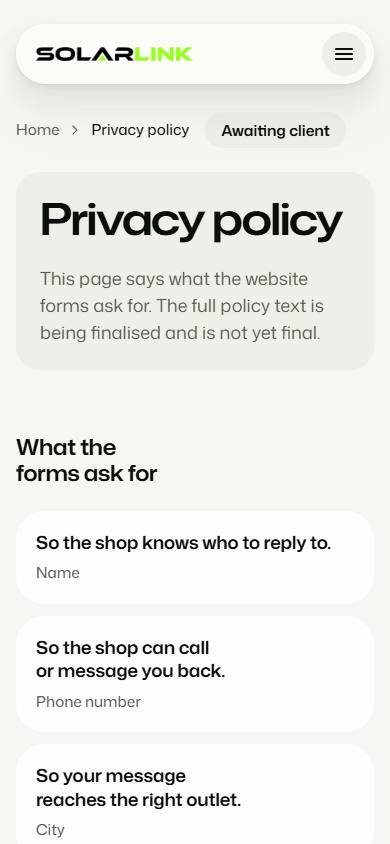 SOLARLINK
Home > Privacy policy Awaiting client
Privacy policy
This page says what the website
forms ask for. The full policy text is
being finalised and is not yet final.
What the
forms ask for
So the shop knows who to reply to.
Name
So the shop can call
or message you back.
Phone number
So your message
reaches the right outlet.
City